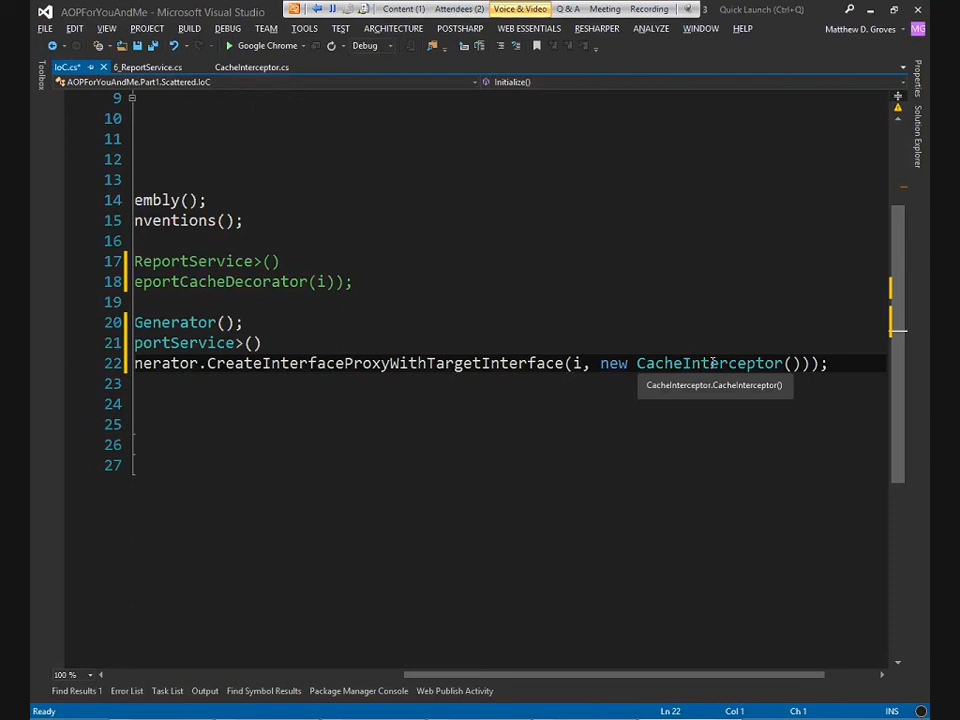 AOPForYouAndMe - Microsoft Visual Studio
Content (1) Attendees (2) Voice & Video Q & A Meeting Recording
3 Quick Launch (Ctrl+Q)
FILE EDIT VIEW PROJECT BUILD DEBUG TEAM TOOLS TEST ARCHITECTURE POSTSHARP WEB ESSENTIALS RESHARPER ANALYZE WINDOW HELP
Matthew D. Groves MG
Google Chrome Debug
IoC.cs* 6_ReportService.cs CacheInterceptor.cs
AOPForYouAndMe.Part1.Scattered.IoC Initialize()
Toolbox
Properties
Solution Explorer
9
10
11
12
13
14 embly();
15 nventions();
16
17 ReportService>()
18 eportCacheDecorator(i));
19
20 Generator();
21 portService>()
22 nerator.CreateInterfaceProxyWithTargetInterface(i, new CacheInterceptor()));
CacheInterceptor.CacheInterceptor()
23
24
25
26
27
100 %
Find Results 1 Error List Task List Output Find Symbol Results Package Manager Console Web Publish Activity
Ready Ln 22 Col 1 Ch 1 INS